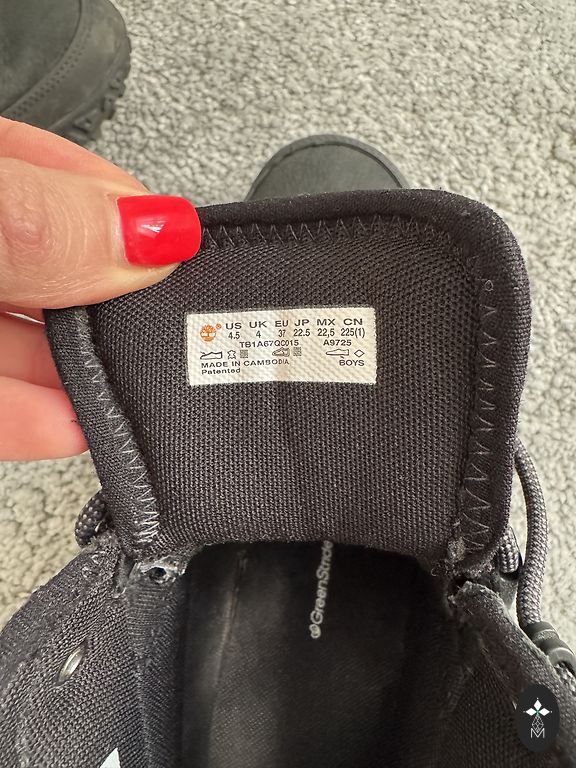 US UK EU JP MX CN
4.5 4 37 22.5 22,5 225(1)
TB1A67QC015 A9725
MADE IN CAMBODIA BOYS
Patented
GreenStride
M